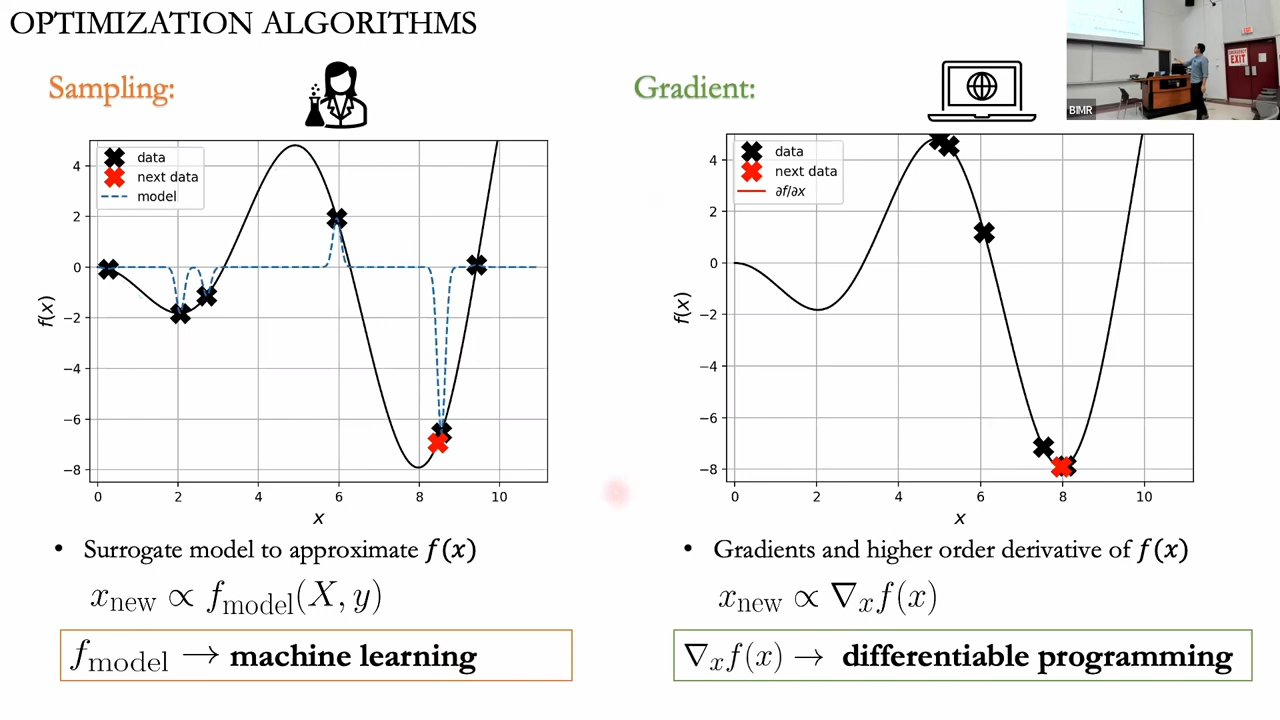 OPTIMIZATION ALGORITHMS
Sampling:
data
next data
model
4
2
0
−2
−4
−6
−8
f(x)
0 2 4 6 8 10
x
Surrogate model to approximate f(x)
x_new ∝ f_model(X, y)
f_model → machine learning
Gradient:
data
next data
∂f/∂x
4
2
0
−2
−4
−6
−8
f(x)
0 2 4 6 8 10
x
Gradients and higher order derivative of f(x)
x_new ∝ ∇_x f(x)
∇_x f(x) → differentiable programming
BIMR
EXIT